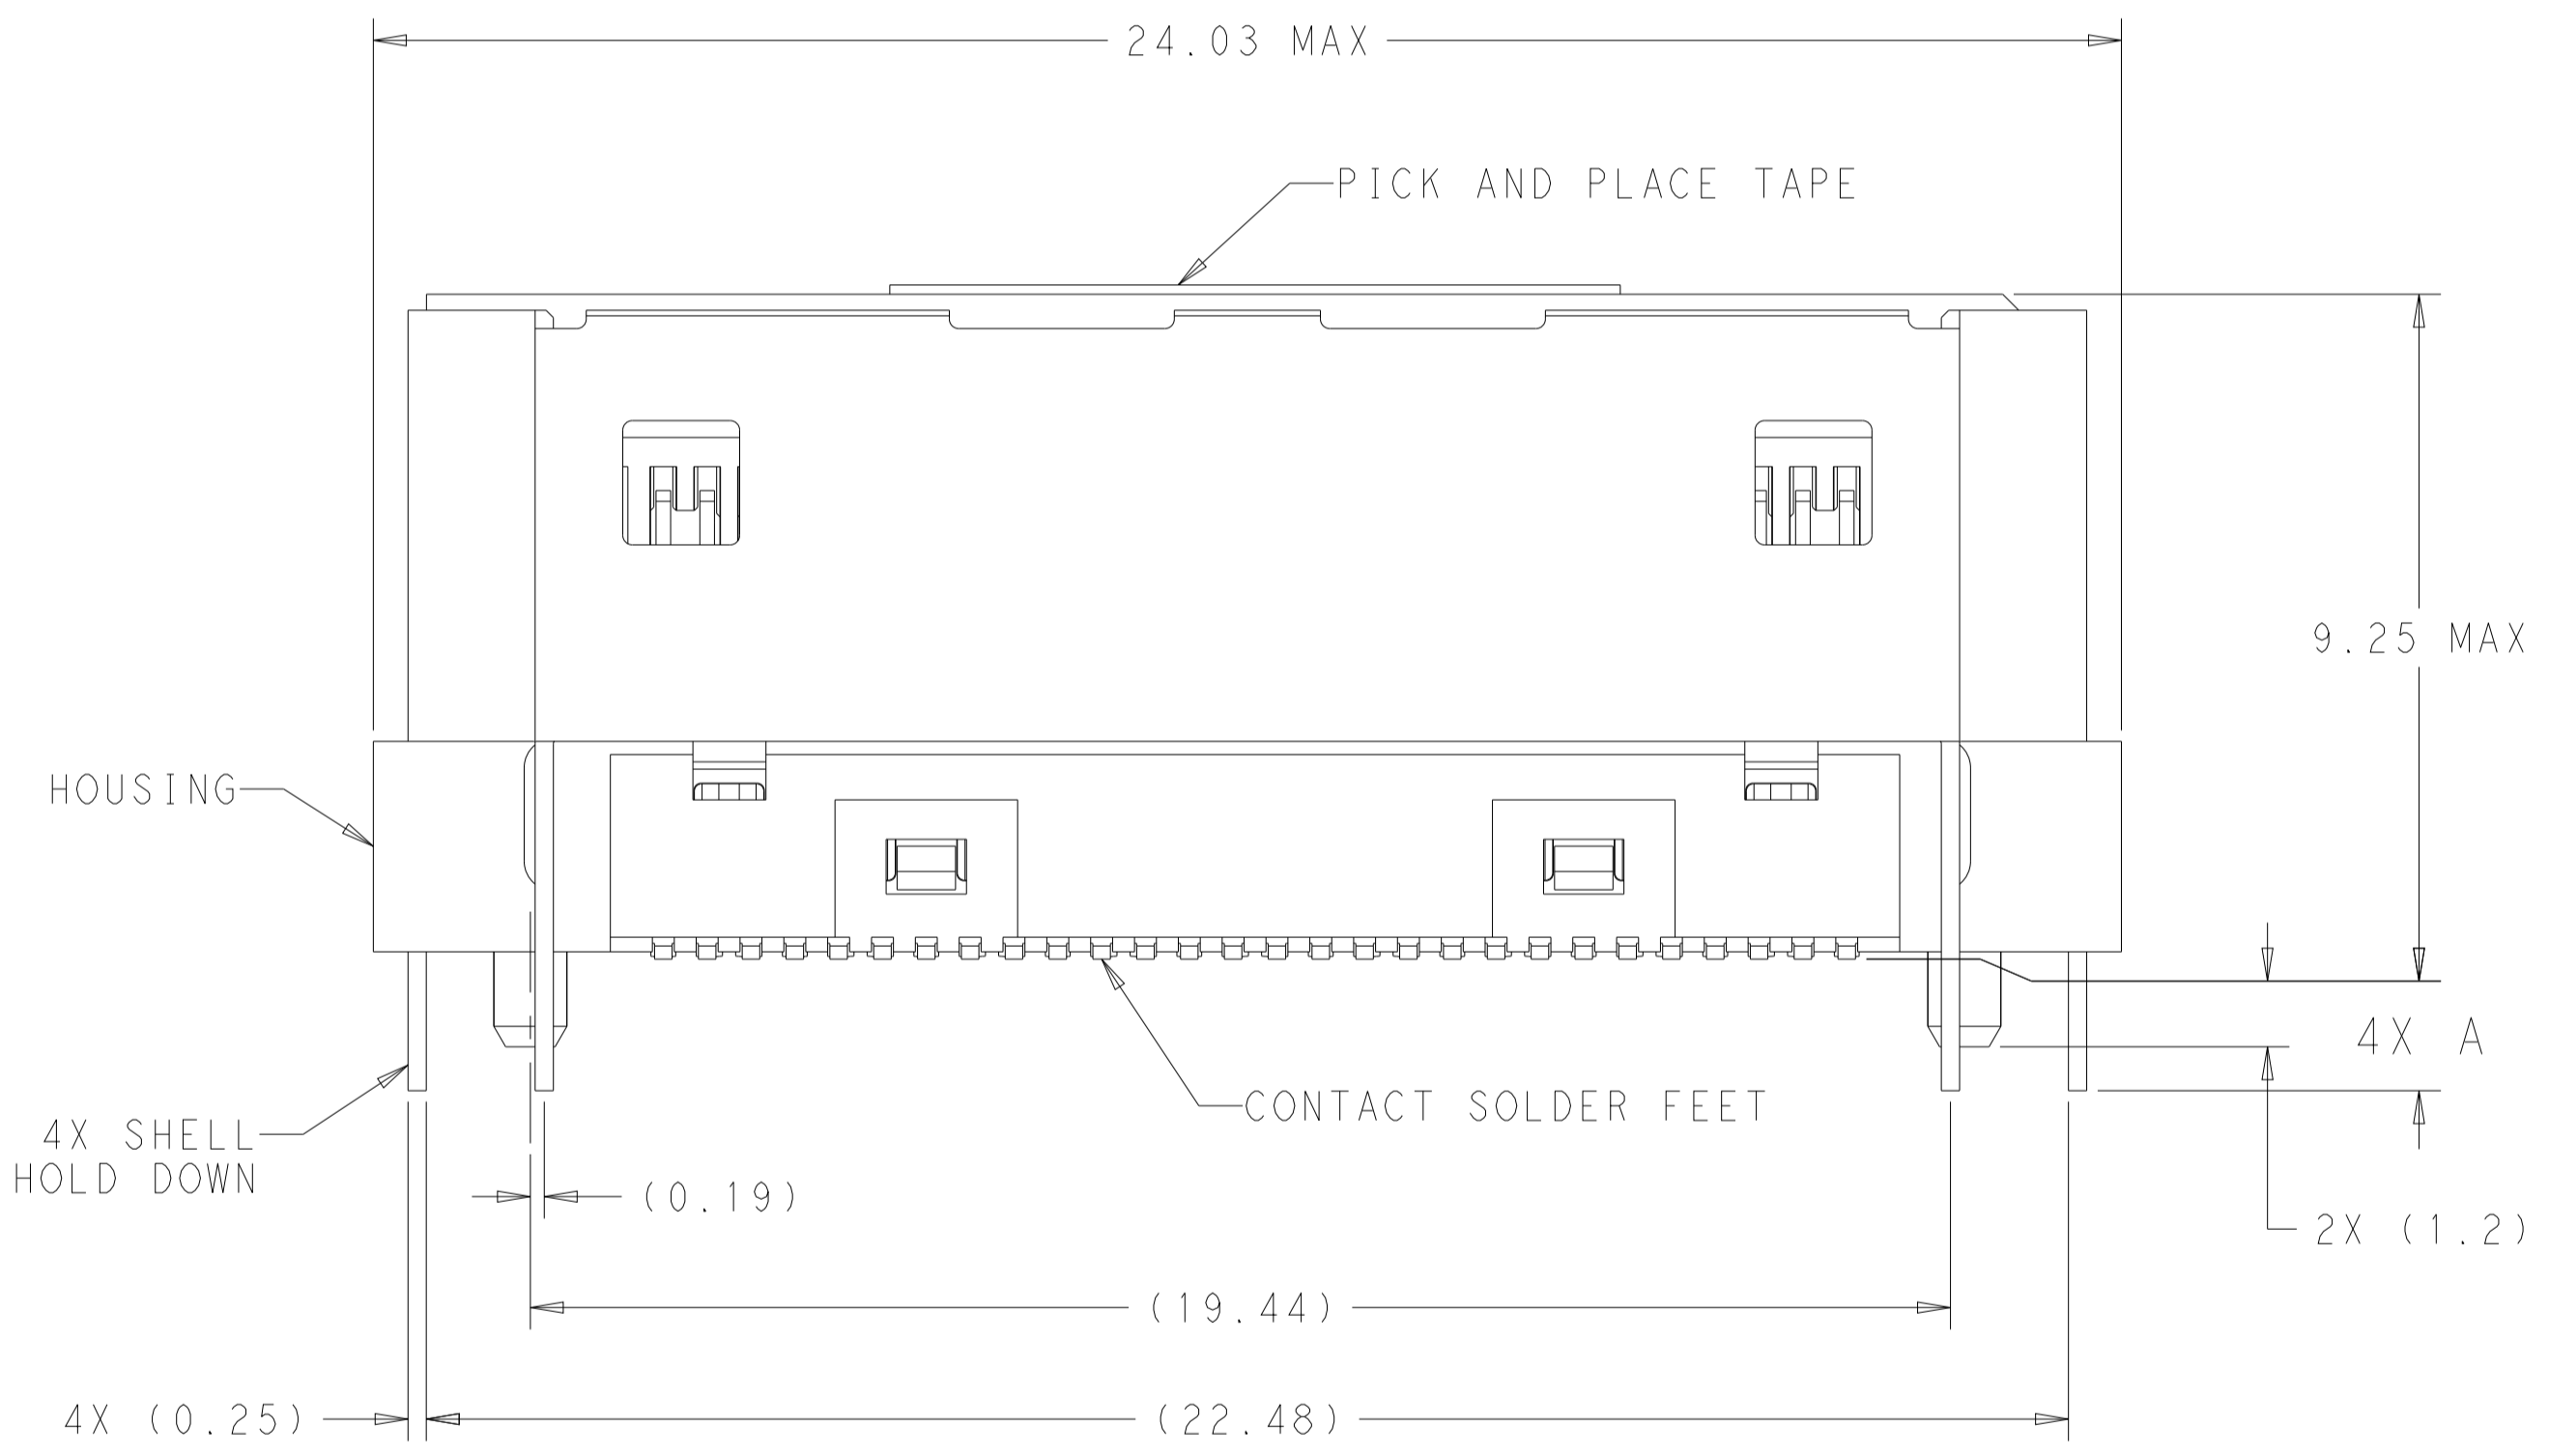 24.03 MAX
PICK AND PLACE TAPE
9.25 MAX
HOUSING
4X A
CONTACT SOLDER FEET
4X SHELL
HOLD DOWN
(0.19)
2X (1.2)
(19.44)
4X (0.25)
(22.48)